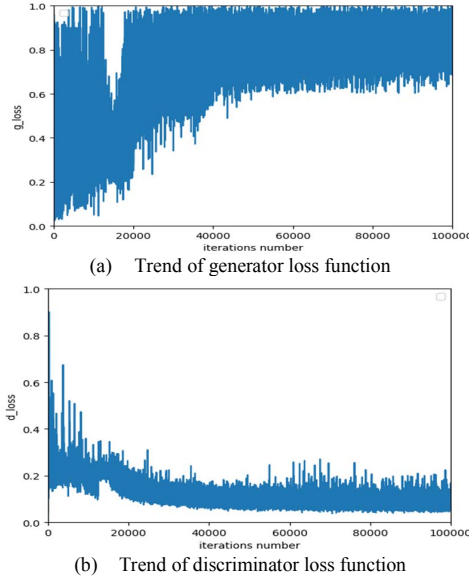 1.0
0.8
0.6
0.4
0.2
0.0
g_loss
0 20000 40000 60000 80000 100000
iterations number
(a) Trend of generator loss function
1.0
0.8
0.6
0.4
0.2
0.0
d_loss
0 20000 40000 60000 80000 100000
iterations number
(b) Trend of discriminator loss function